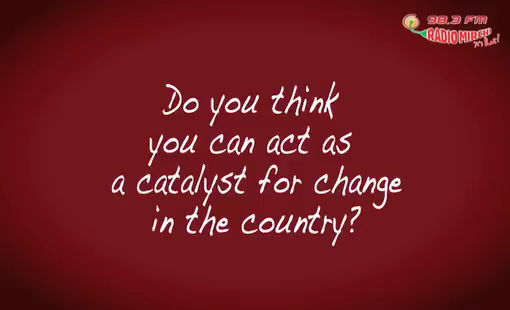 98.3 FM
RADIO MIRCHI
It's Hot!
Do you think
you can act as
a catalyst for change
in the country?